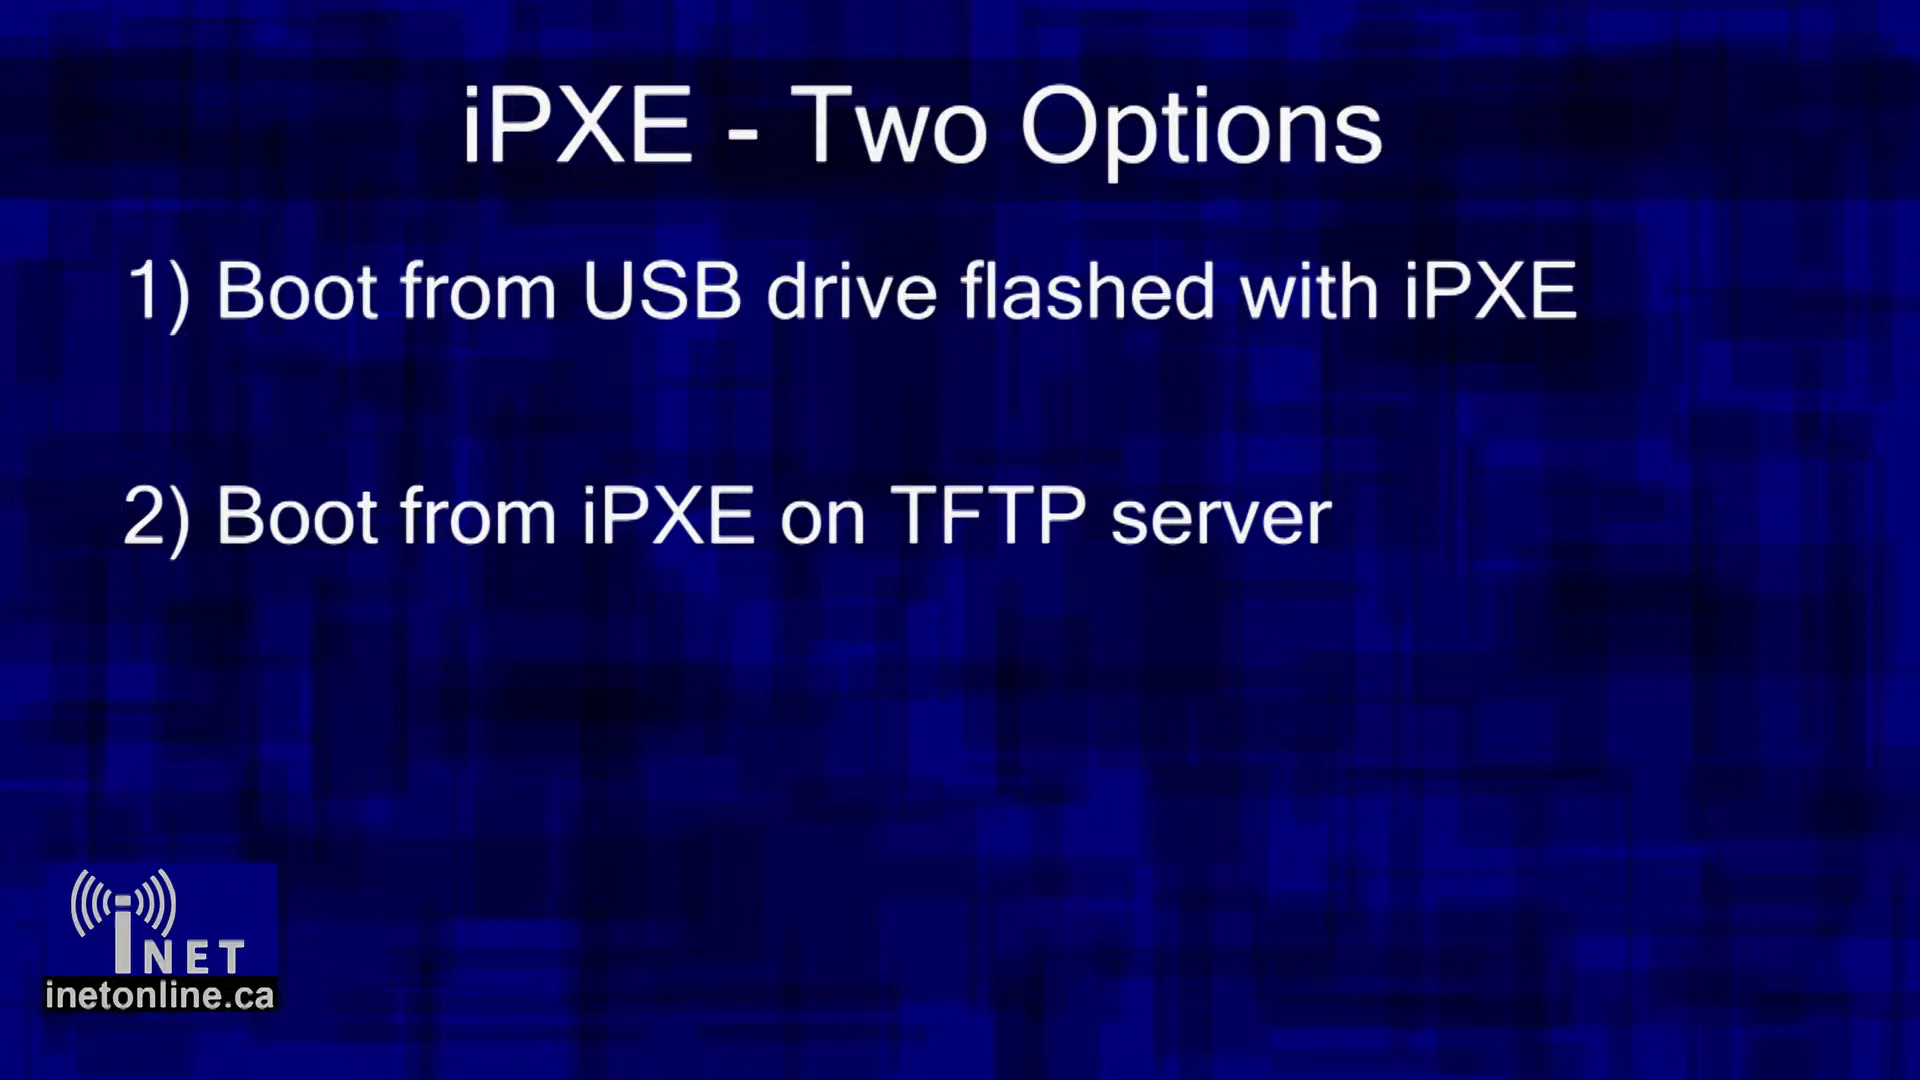 iPXE - Two Options
1) Boot from USB drive flashed with iPXE
2) Boot from iPXE on TFTP server
iNET
inetonline.ca